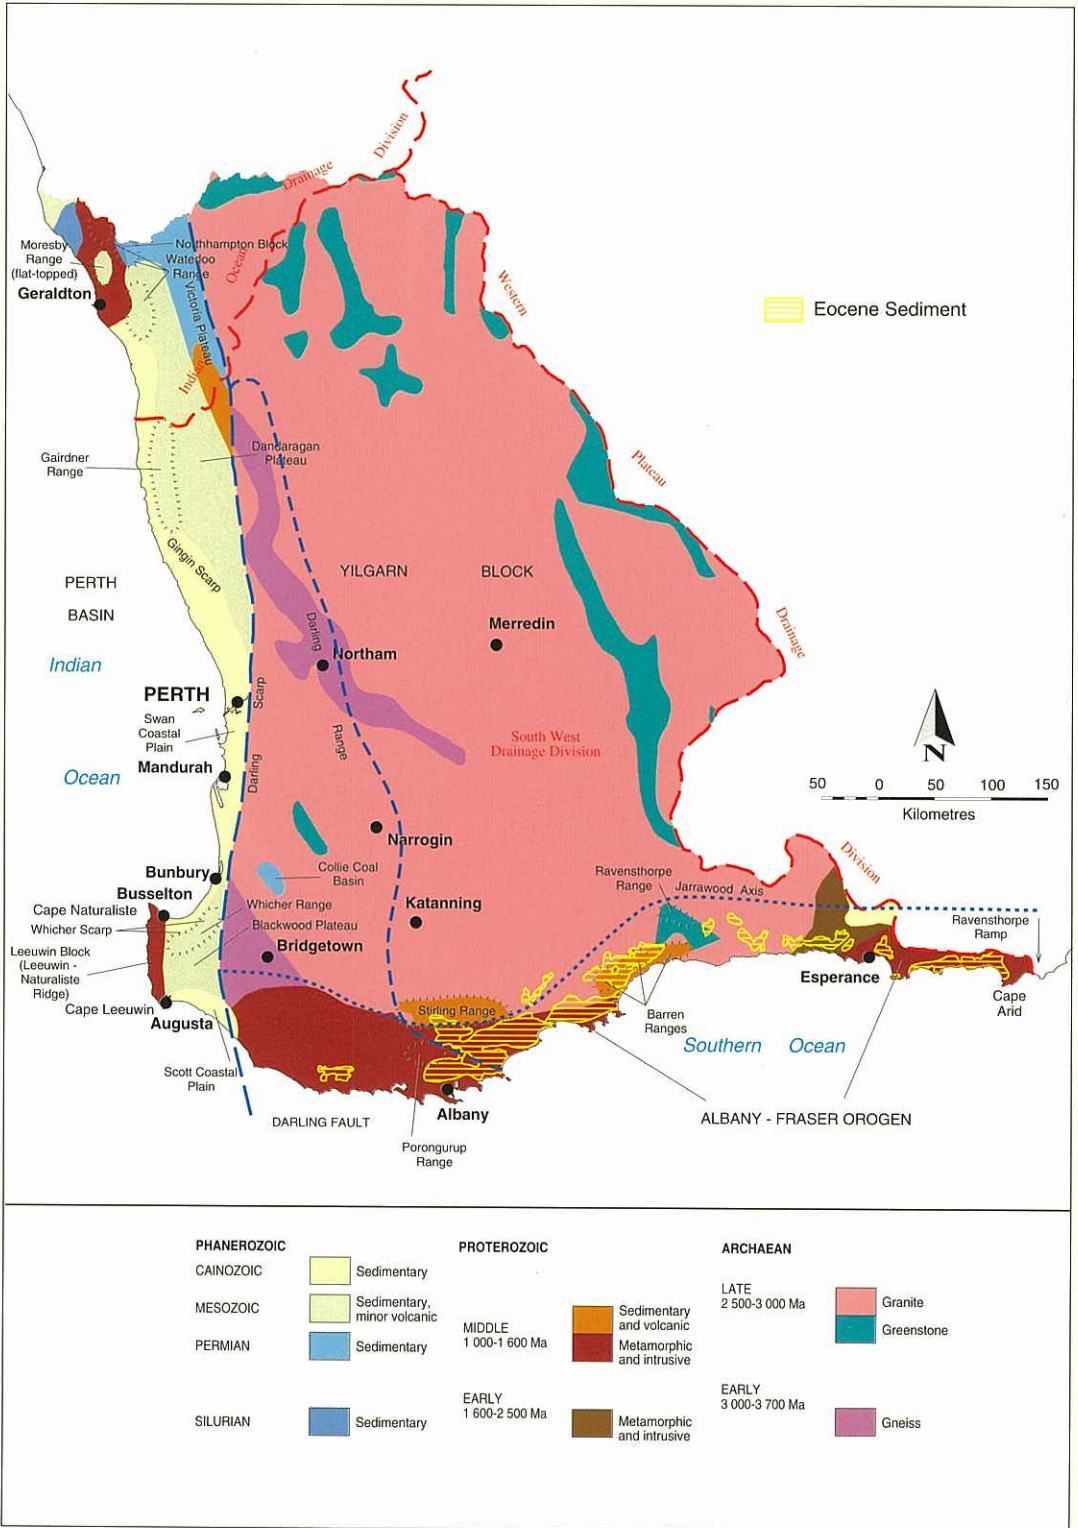 Division
Drainage
Ocean
Indian
Western
Plateau
Drainage
Division
Moresby
Range
(flat-topped)
Geraldton
Northhampton Block
Waterloo
Range
Victoria Plateau
Eocene Sediment
Gairdner
Range
Dandaragan
Plateau
Gingin Scarp
PERTH
BASIN
YILGARN BLOCK
Merredin
Darling
Northam
Indian
PERTH
Scarp
Swan
Coastal
Plain
Range
South West
Drainage Division
N
Ocean
Mandurah
Darling
50 0 50 100 150
Kilometres
Narrogin
Bunbury
Collie Coal
Basin
Ravensthorpe
Range
Jarrawood Axis
Busselton
Cape Naturaliste
Whicher Range
Katanning
Whicher Scarp
Blackwood Plateau
Ravensthorpe
Ramp
Bridgetown
Leeuwin Block
(Leeuwin -
Naturaliste
Ridge)
Esperance
Cape Leeuwin
Augusta
Stirling Range
Barren
Ranges
Cape
Arid
Southern Ocean
Scott Coastal
Plain
Albany
DARLING FAULT
ALBANY - FRASER OROGEN
Porongurup
Range
PHANEROZOIC
CAINOZOIC
Sedimentary
MESOZOIC
Sedimentary,
minor volcanic
PERMIAN
Sedimentary
SILURIAN
Sedimentary
PROTEROZOIC
MIDDLE
1 000-1 600 Ma
Sedimentary
and volcanic
Metamorphic
and intrusive
EARLY
1 600-2 500 Ma
Metamorphic
and intrusive
ARCHAEAN
LATE
2 500-3 000 Ma
Granite
Greenstone
EARLY
3 000-3 700 Ma
Gneiss